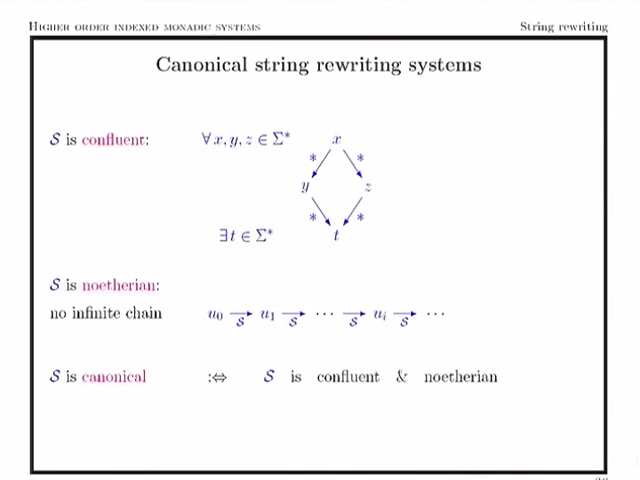 Higher order indexed monadic systems String rewriting
Canonical string rewriting systems
S is confluent: ∀ x, y, z ∈ Σ* x
* *
y z
* *
∃t ∈ Σ* t
S is noetherian:
no infinite chain u0 →S u1 →S ··· →S ui →S ···
S is canonical :⇔ S is confluent & noetherian